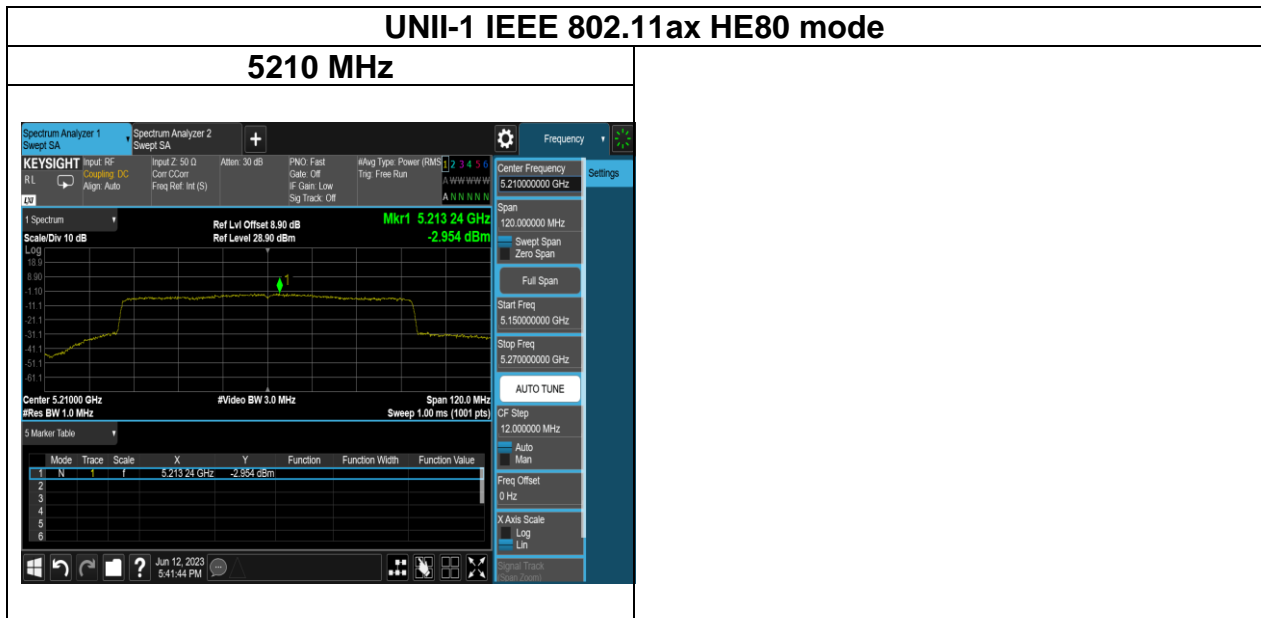 UNII-1 IEEE 802.11ax HE80 mode
5210 MHz
Spectrum Analyzer 1
Swept SA
Spectrum Analyzer 2
Swept SA
+
Frequency
KEYSIGHT
RL
LXI
Input: RF
Coupling: DC
Align: Auto
Input Z: 50 Ω
Corr CCorr
Freq Ref: Int (S)
Atten: 30 dB
PNO: Fast
Gate: Off
IF Gain: Low
Sig Track: Off
#Avg Type: Power (RMS
Trig: Free Run
1 2 3 4 5 6
A W W W W W
A N N N N N
1 Spectrum
Scale/Div 10 dB
Ref Lvl Offset 8.90 dB
Ref Level 28.90 dBm
Mkr1 5.213 24 GHz
-2.954 dBm
Log
18.9
8.90
-1.10
-11.1
-21.1
-31.1
-41.1
-51.1
-61.1
1
Center 5.21000 GHz
#Res BW 1.0 MHz
#Video BW 3.0 MHz
Span 120.0 MHz
Sweep 1.00 ms (1001 pts)
5 Marker Table
Mode Trace Scale X Y Function Function Width Function Value
1 N 1 f 5.213 24 GHz -2.954 dBm
2
3
4
5
6
Center Frequency
5.210000000 GHz
Settings
Span
120.000000 MHz
Swept Span
Zero Span
Full Span
Start Freq
5.150000000 GHz
Stop Freq
5.270000000 GHz
AUTO TUNE
CF Step
12.000000 MHz
Auto
Man
Freq Offset
0 Hz
X Axis Scale
Log
Lin
Signal Track
(Span Zoom)
?
Jun 12, 2023
5:41:44 PM